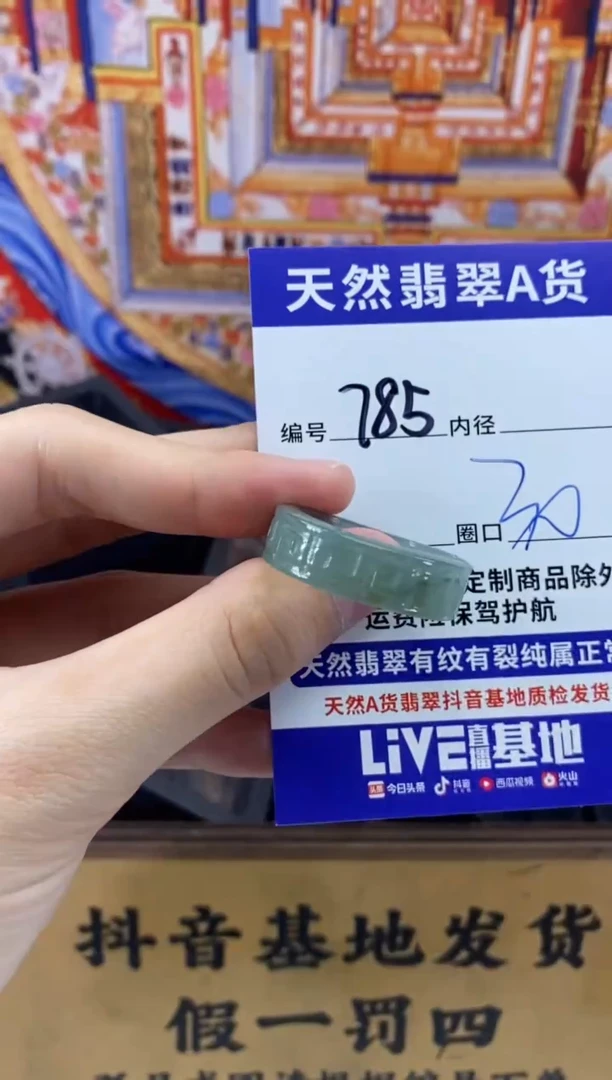 天然翡翠A货
编号 785 内径
圈口
定制商品除外
运费险保驾护航
天然翡翠有纹有裂纯属正常
天然A货翡翠抖音基地质检发货
LIVE直播基地
头条 今日头条 抖音 西瓜视频 火山
抖音基地发货
假一罚四